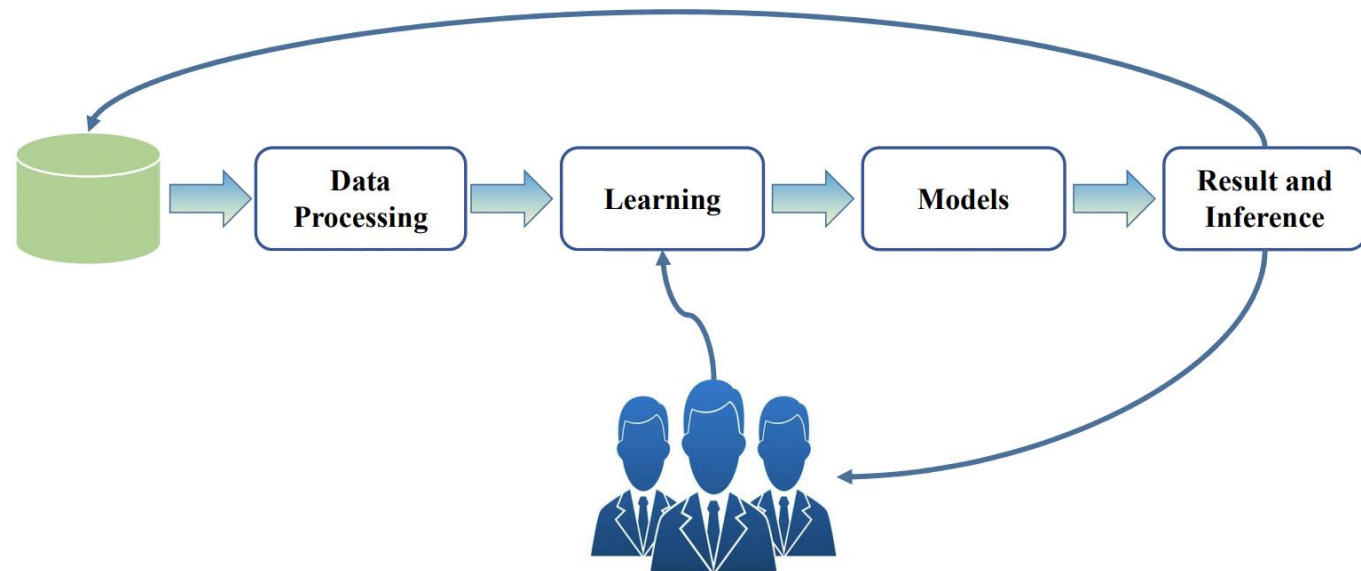 Data
Processing
Learning
Models
Result and
Inference